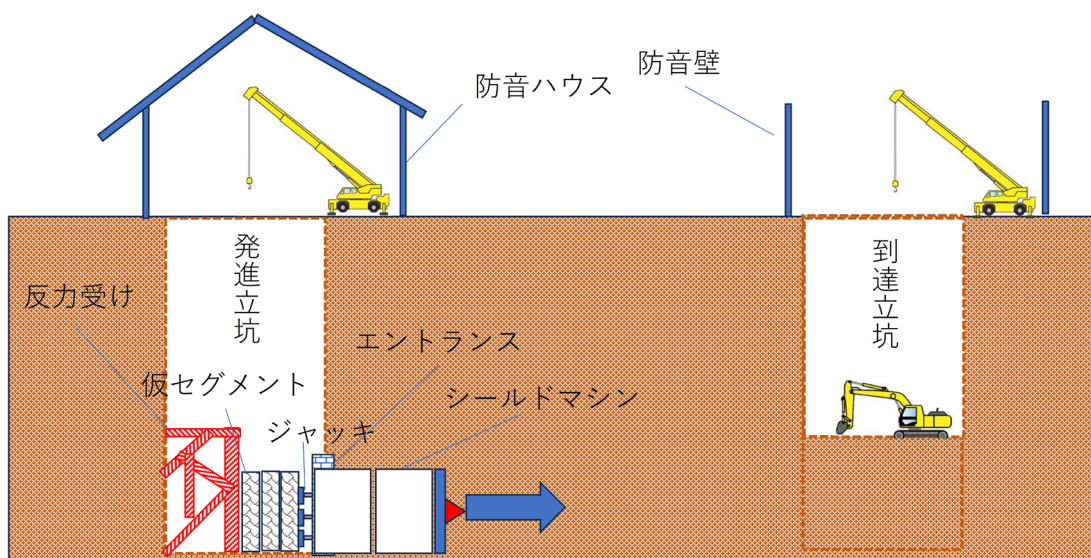 防音ハウス
防音壁
発進立坑
到達立坑
反力受け
エントランス
仮セグメント
シールドマシン
ジャッキ